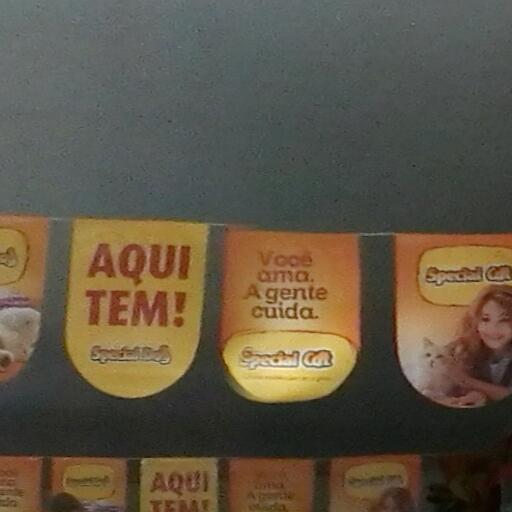 AQUI
TEM!
Special Dog
Você
ama.
A gente
cuida.
Special Cat
Special Cat
AQUI
TEM!